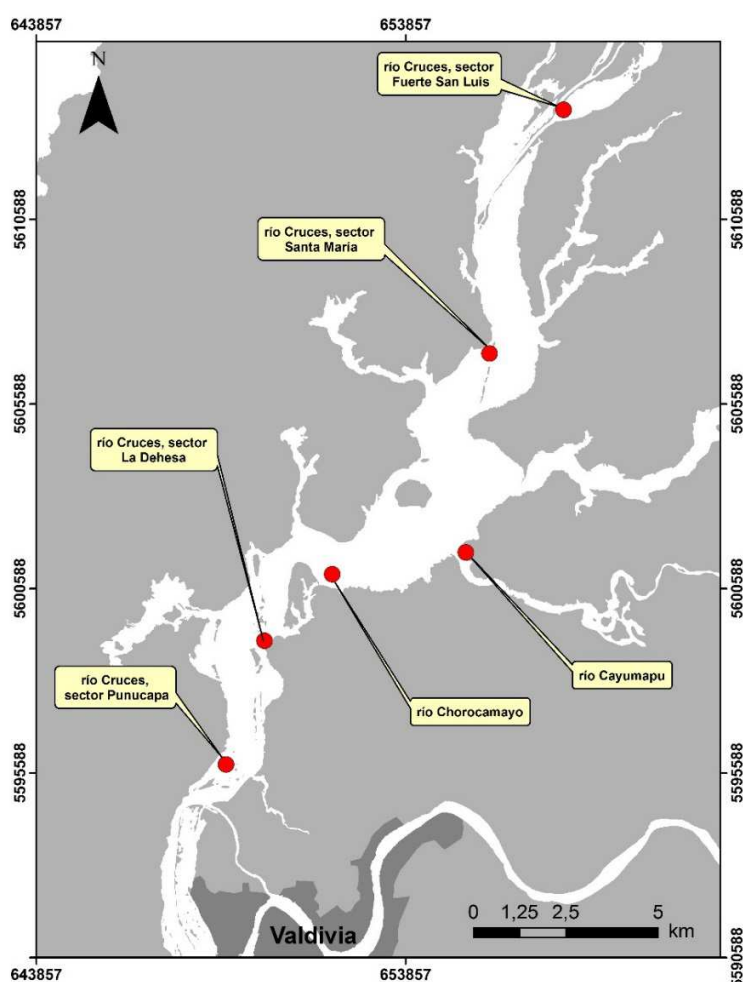 643857
653857
N
río Cruces, sector
Fuerte San Luis
5610588
5610588
río Cruces, sector
Santa María
5605588
5605588
río Cruces, sector
La Dehesa
5600588
5600588
río Cruces,
sector Punucapa
río Cayumapu
río Chorocamayo
5595588
5595588
Valdivia
0 1,25 2,5 5
km
5590588
643857
653857